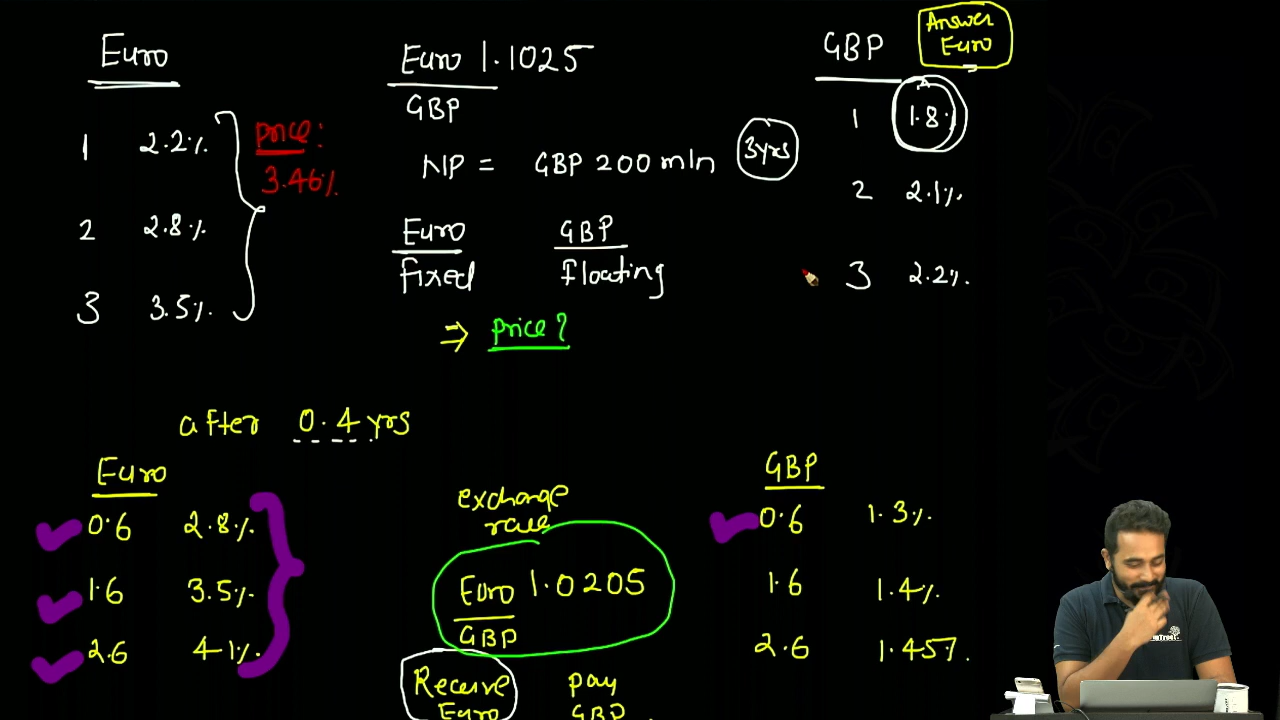 Euro
1 2.2%
2 2.8%
3 3.5%
price:
3.46%
Euro 1.1025
GBP
NP = GBP 200 mln
3yrs
Euro GBP
fixed floating
⇒ price?
GBP
Answer
Euro
1 1.8%
2 2.1%
3 2.2%
after 0.4 yrs
Euro
0.6 2.8%
1.6 3.5%
2.6 4.1%
exchange
rate
Euro 1.0205
GBP
Receive pay
Euro GBP
GBP
0.6 1.3%
1.6 1.4%
2.6 1.45%